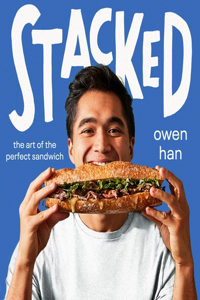 STACKED
owen
han
the art of the
perfect sandwich